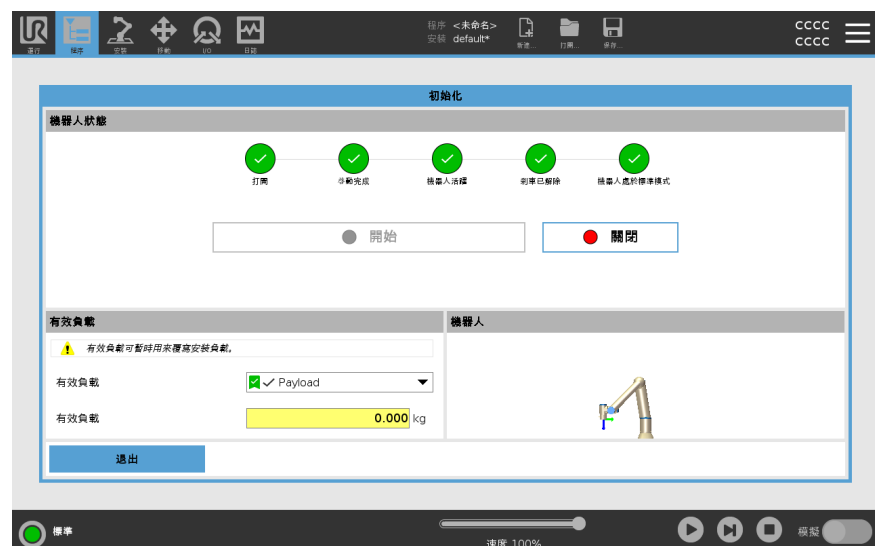 UR
運行
程序
安裝
移動
I/O
日誌
程序 <未命名>
安裝 default*
新建...
打開...
保存...
CCCC
CCCC
初始化
機器人狀態
打開
啓動完成
機器人活躍
剎車已解除
機器人處於標準模式
開始
關閉
有效負載
機器人
有效負載可暫時用來覆寫安裝負載。
有效負載
Payload
有效負載
0.000 kg
退出
標準
速度 100%
模擬